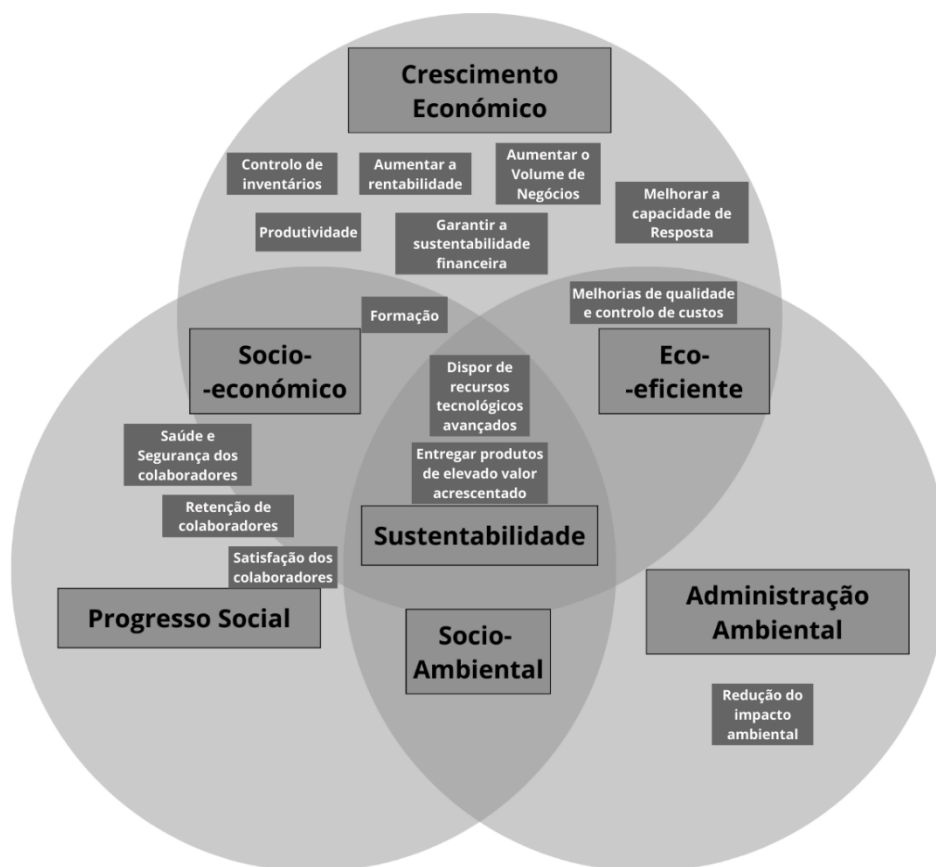 Crescimento
Económico
Controlo de
inventários
Aumentar a
rentabilidade
Aumentar o
Volume de
Negócios
Melhorar a
capacidade de
Resposta
Produtividade
Garantir a
sustentabilidade
financeira
Melhorias de qualidade
e controlo de custos
Formação
Socio-
-económico
Eco-
-eficiente
Dispor de
recursos
tecnológicos
avançados
Saúde e
Segurança dos
colaboradores
Entregar produtos
de elevado valor
acrescentado
Retenção de
colaboradores
Sustentabilidade
Satisfação dos
colaboradores
Progresso Social
Socio-
-Ambiental
Administração
Ambiental
Redução do
impacto
ambiental